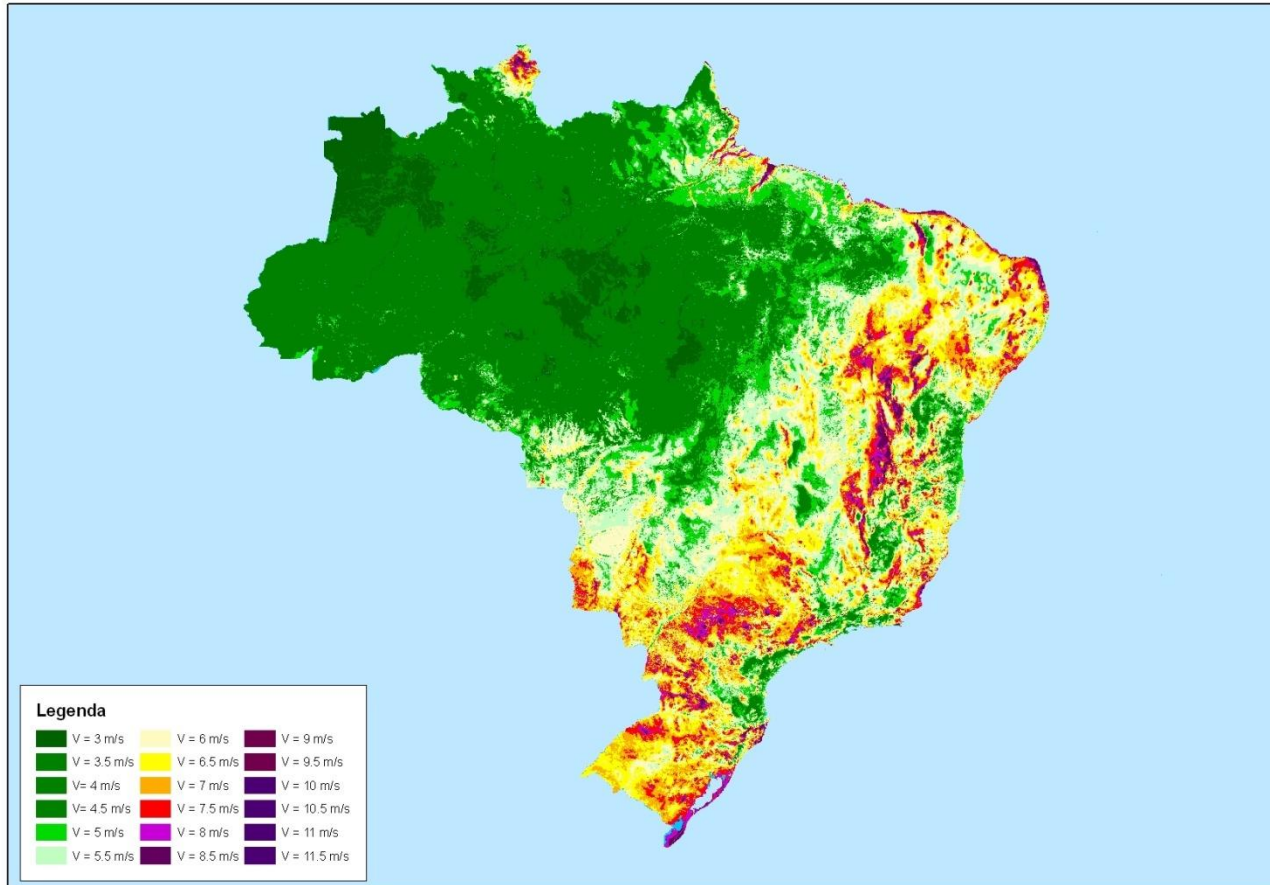 Legenda
V = 3 m/s
V = 3.5 m/s
V= 4 m/s
V= 4.5 m/s
V = 5 m/s
V = 5.5 m/s
V = 6 m/s
V = 6.5 m/s
V = 7 m/s
V = 7.5 m/s
V = 8 m/s
V = 8.5 m/s
V = 9 m/s
V = 9.5 m/s
V = 10 m/s
V = 10.5 m/s
V = 11 m/s
V = 11.5 m/s